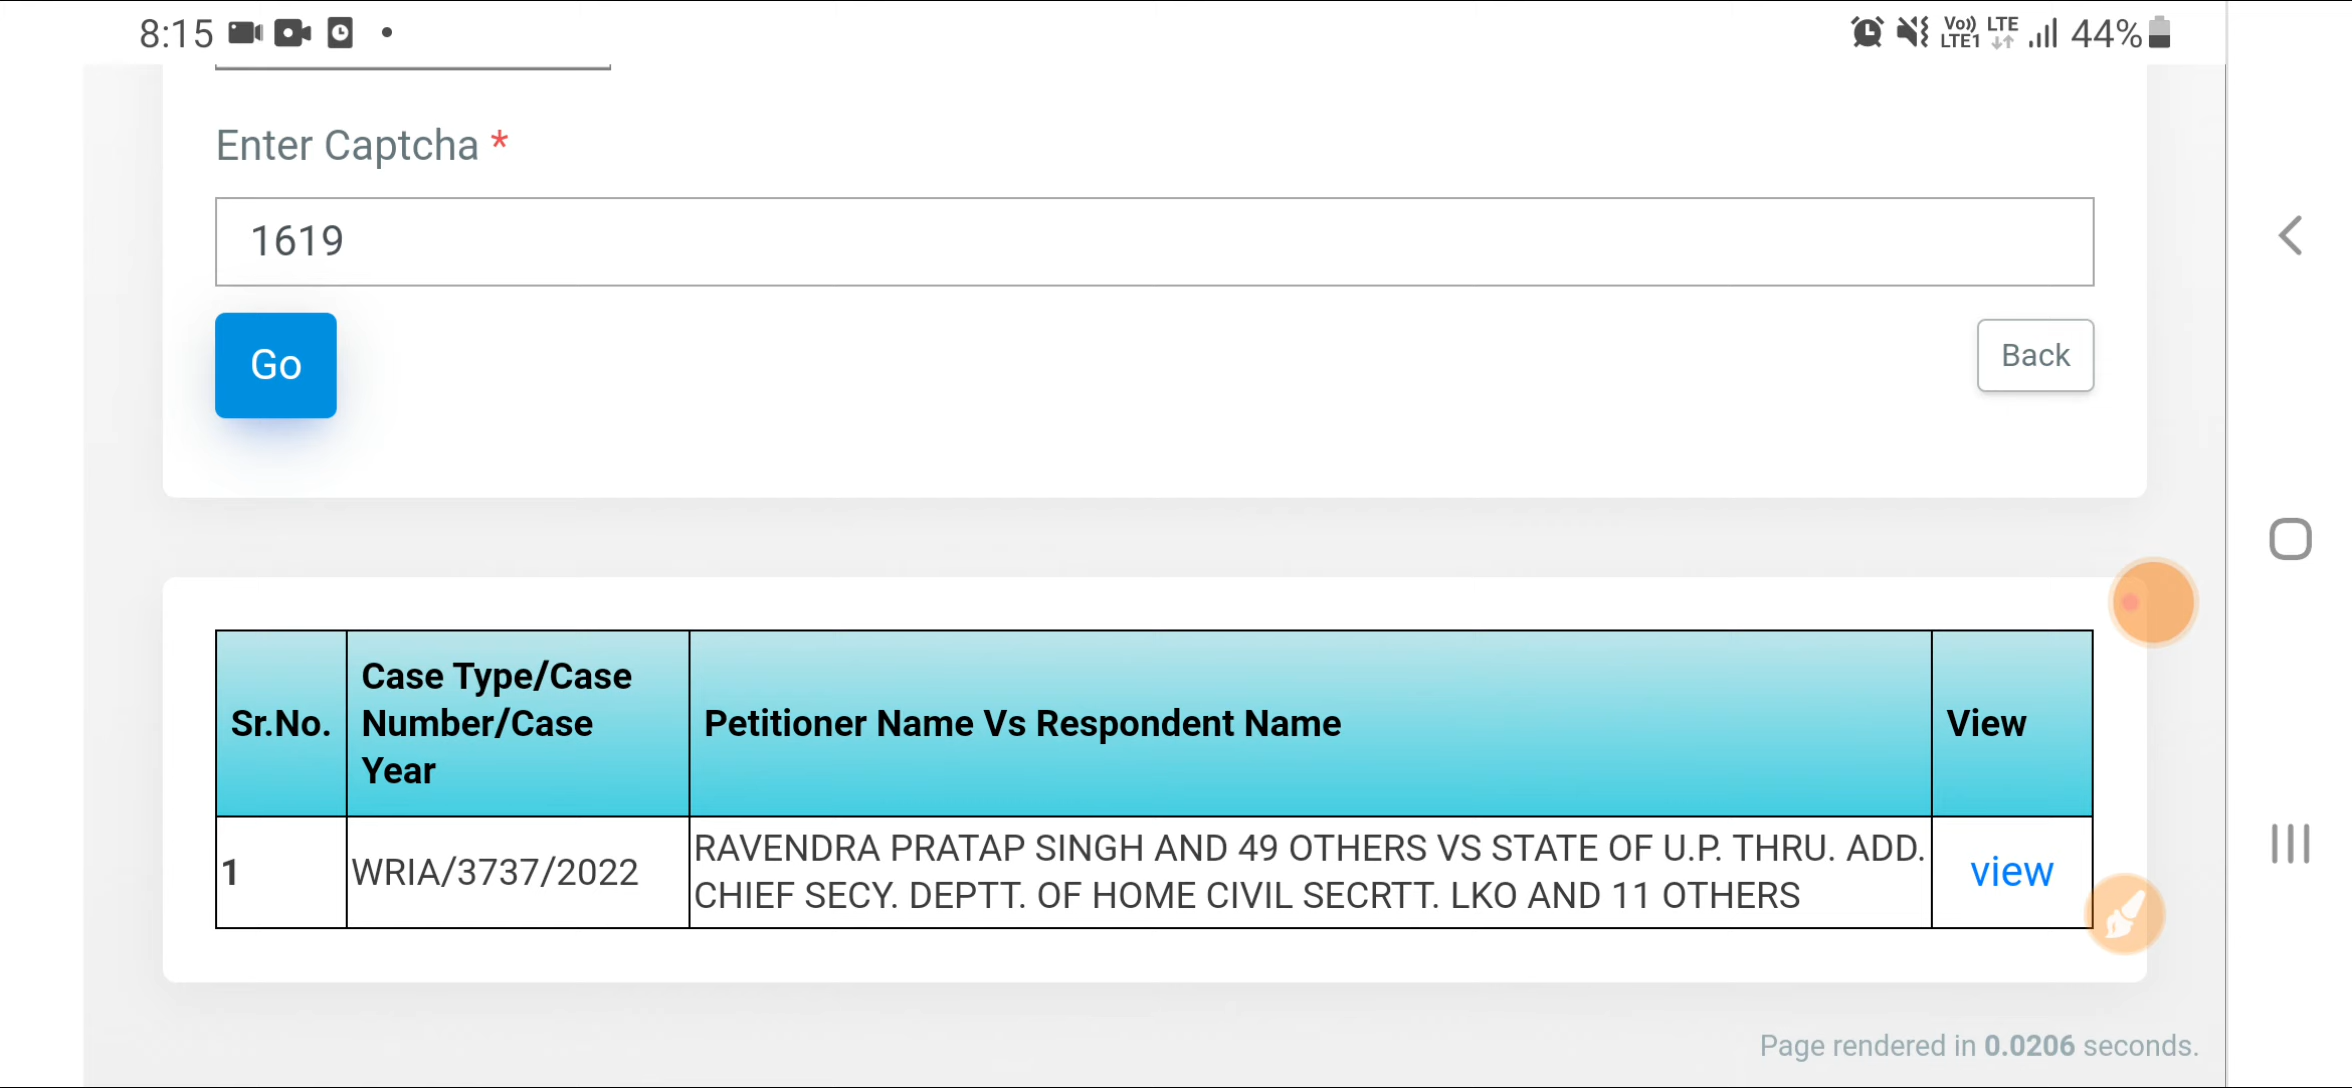 8:15
Vo)) LTE1 LTE 44%
Enter Captcha *
1619
Go
Back
Sr.No.
Case Type/Case
Number/Case
Year
Petitioner Name Vs Respondent Name
View
1
WRIA/3737/2022
RAVENDRA PRATAP SINGH AND 49 OTHERS VS STATE OF U.P. THRU. ADD.
CHIEF SECY. DEPTT. OF HOME CIVIL SECRTT. LKO AND 11 OTHERS
view
Page rendered in 0.0206 seconds.